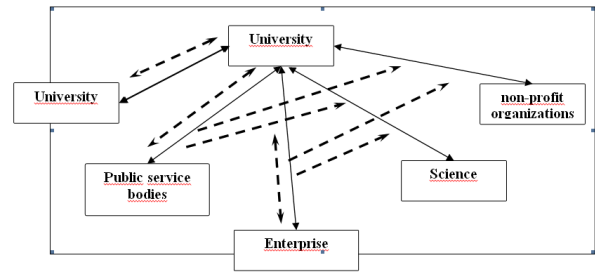 University
University
non-profit
organizations
Public service
bodies
Science
Enterprise